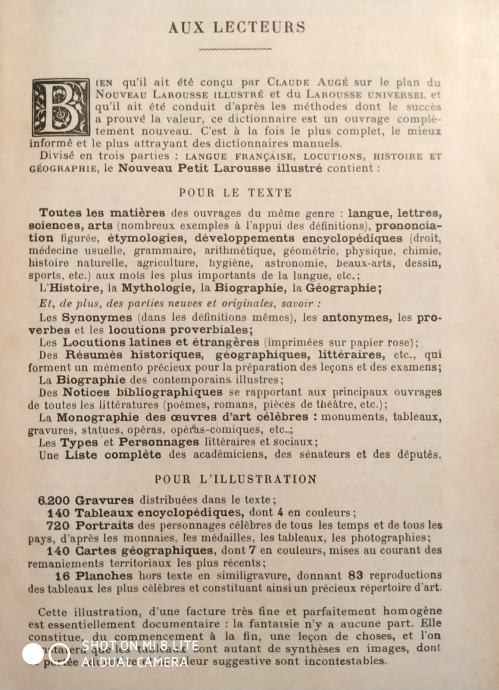 AUX LECTEURS
BIEN qu'il ait été conçu par CLAUDE AUGÉ sur le plan du
NOUVEAU LAROUSSE ILLUSTRÉ et du LAROUSSE UNIVERSEL et
qu'il ait été conduit d'après les méthodes dont le succès
a prouvé la valeur, ce dictionnaire est un ouvrage complè-
tement nouveau. C'est à la fois le plus complet, le mieux
informé et le plus attrayant des dictionnaires manuels.
Divisé en trois parties : LANGUE FRANÇAISE, LOCUTIONS, HISTOIRE ET
GÉOGRAPHIE, le Nouveau Petit Larousse illustré contient :
POUR LE TEXTE
Toutes les matières des ouvrages du même genre : langue, lettres,
sciences, arts (nombreux exemples à l'appui des définitions), prononcia-
tion figurée, étymologies, développements encyclopédiques (droit,
médecine usuelle, grammaire, arithmétique, géométrie, physique, chimie,
histoire naturelle, agriculture, hygiène, astronomie, beaux-arts, dessin,
sports, etc.) aux mots les plus importants de la langue, etc.;
L'Histoire, la Mythologie, la Biographie, la Géographie;
Et, de plus, des parties neuves et originales, savoir :
Les Synonymes (dans les définitions mêmes), les antonymes, les pro-
verbes et les locutions proverbiales;
Les Locutions latines et étrangères (imprimées sur papier rose);
Des Résumés historiques, géographiques, littéraires, etc., qui
forment un mémento précieux pour la préparation des leçons et des examens;
La Biographie des contemporains illustres;
Des Notices bibliographiques se rapportant aux principaux ouvrages
de toutes les littératures (poèmes, romans, pièces de théâtre, etc.);
La Monographie des œuvres d'art célèbres : monuments, tableaux,
gravures, statues, opéras, opéras-comiques, etc.;
Les Types et Personnages littéraires et sociaux;
Une Liste complète des académiciens, des sénateurs et des députés.
POUR L'ILLUSTRATION
6.200 Gravures distribuées dans le texte;
140 Tableaux encyclopédiques, dont 4 en couleurs;
720 Portraits des personnages célèbres de tous les temps et de tous les
pays, d'après les monnaies, les médailles, les tableaux, les photographies;
140 Cartes géographiques, dont 7 en couleurs, mises au courant des
remaniements territoriaux les plus récents;
16 Planches hors texte en similigravure, donnant 83 reproductions
des tableaux les plus célèbres et constituant ainsi un précieux répertoire d'art.
Cette illustration, d'une facture très fine et parfaitement homogène
est essentiellement documentaire : la fantaisie n'y a aucune part. Elle
constitue, du commencement à la fin, une leçon de choses, et l'on
que les tableaux sont autant de synthèses en images, dont
la portée leur suggestive sont incontestables.
SHOT ON MI 8 LITE
AI DUAL CAMERA